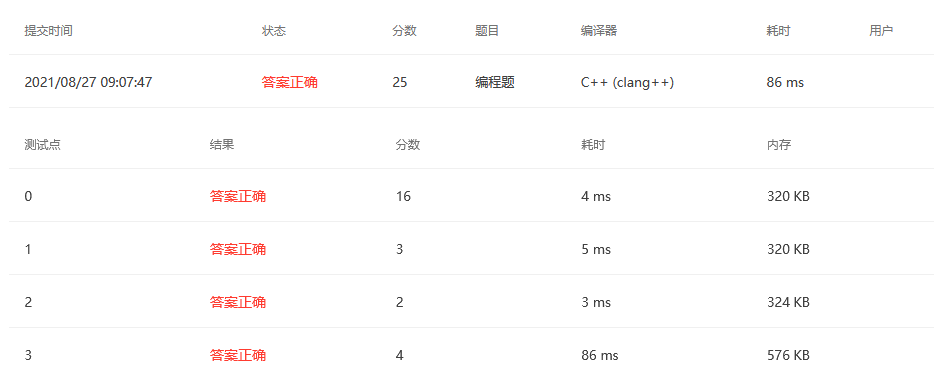 提交时间 状态 分数 题目 编译器 耗时 用户
2021/08/27 09:07:47 答案正确 25 编程题 C++ (clang++) 86 ms
测试点 结果 分数 耗时 内存
0 答案正确 16 4 ms 320 KB
1 答案正确 3 5 ms 320 KB
2 答案正确 2 3 ms 324 KB
3 答案正确 4 86 ms 576 KB